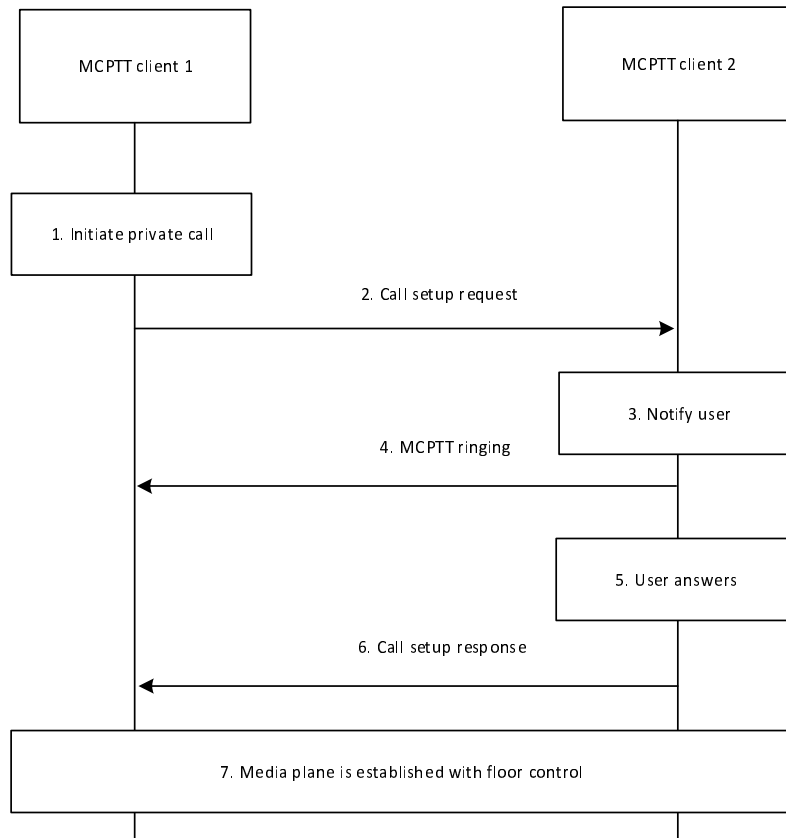 MCPTT client 1
MCPTT client 2
1. Initiate private call
2. Call setup request
3. Notify user
4. MCPTT ringing
5. User answers
6. Call setup response
7. Media plane is established with floor control